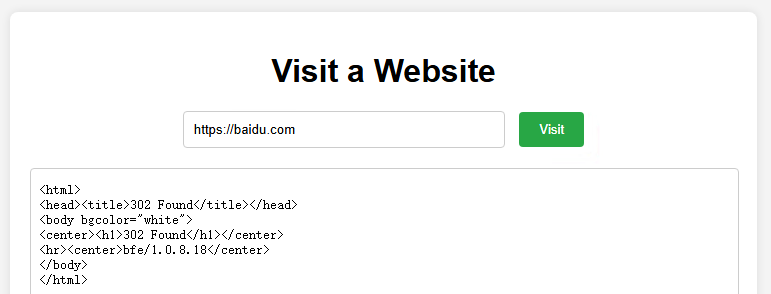 Visit a Website
https://baidu.com
Visit
<html>
<head><title>302 Found</title></head>
<body bgcolor="white">
<center><h1>302 Found</h1></center>
<hr><center>bfe/1.0.8.18</center>
</body>
</html>